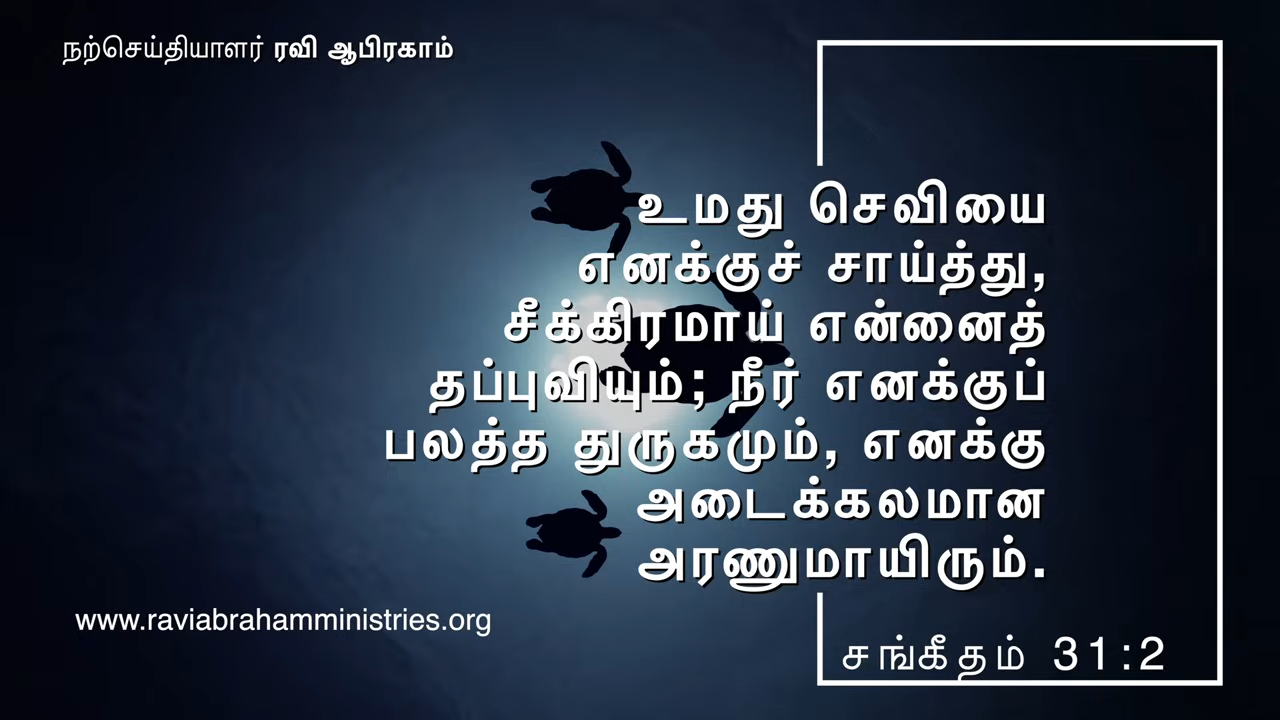 நற்செய்தியாளர் ரவி ஆபிரகாம்
உமது செவியை
எனக்குச் சாய்த்து,
சீக்கிரமாய் என்னைத்
தப்புவியும்; நீர் எனக்குப்
பலத்த துருகமும், எனக்கு
அடைக்கலமான
அரணுமாயிரும்.
www.raviabrahamministries.org
சங்கீதம் 31:2